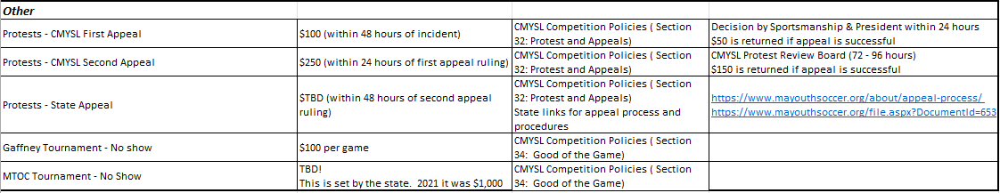 Other
Protests - CMYSL First Appeal
$100 (within 48 hours of incident)
CMYSL Competition Policies ( Section
32: Protest and Appeals)
Decision by Sportsmanship & President within 24 hours
$50 is returned if appeal is successful
Protests - CMYSL Second Appeal
$250 (within 24 hours of first appeal ruling)
CMYSL Competition Policies ( Section
32: Protest and Appeals)
CMYSL Protest Review Board (72 - 96 hours)
$150 is returned if appeal is successful
Protests - State Appeal
$TBD (within 48 hours of second appeal
ruling)
CMYSL Competition Policies ( Section
32: Protest and Appeals)
State links for appeal process and
procedures
https://www.mayouthsoccer.org/about/appeal-process/
https://www.mayouthsoccer.org/file.aspx?DocumentId=653
Gaffney Tournament - No show
$100 per game
CMYSL Competition Policies ( Section
34:  Good of the Game)
MTOC Tournament - No Show
TBD!
This is set by the state.  2021 it was $1,000
CMYSL Competition Policies ( Section
34:  Good of the Game)